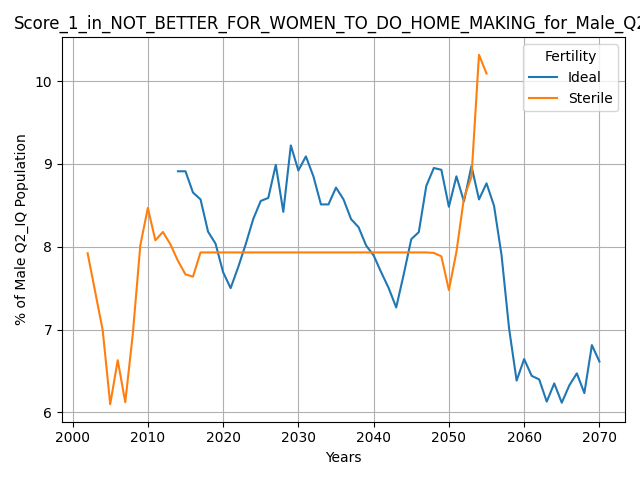 Score_1_in_NOT_BETTER_FOR_WOMEN_TO_DO_HOME_MAKING_for_Male_Q2
Fertility
Ideal
Sterile
% of Male Q2_IQ Population
10
9
8
7
6
2000 2010 2020 2030 2040 2050 2060 2070
Years